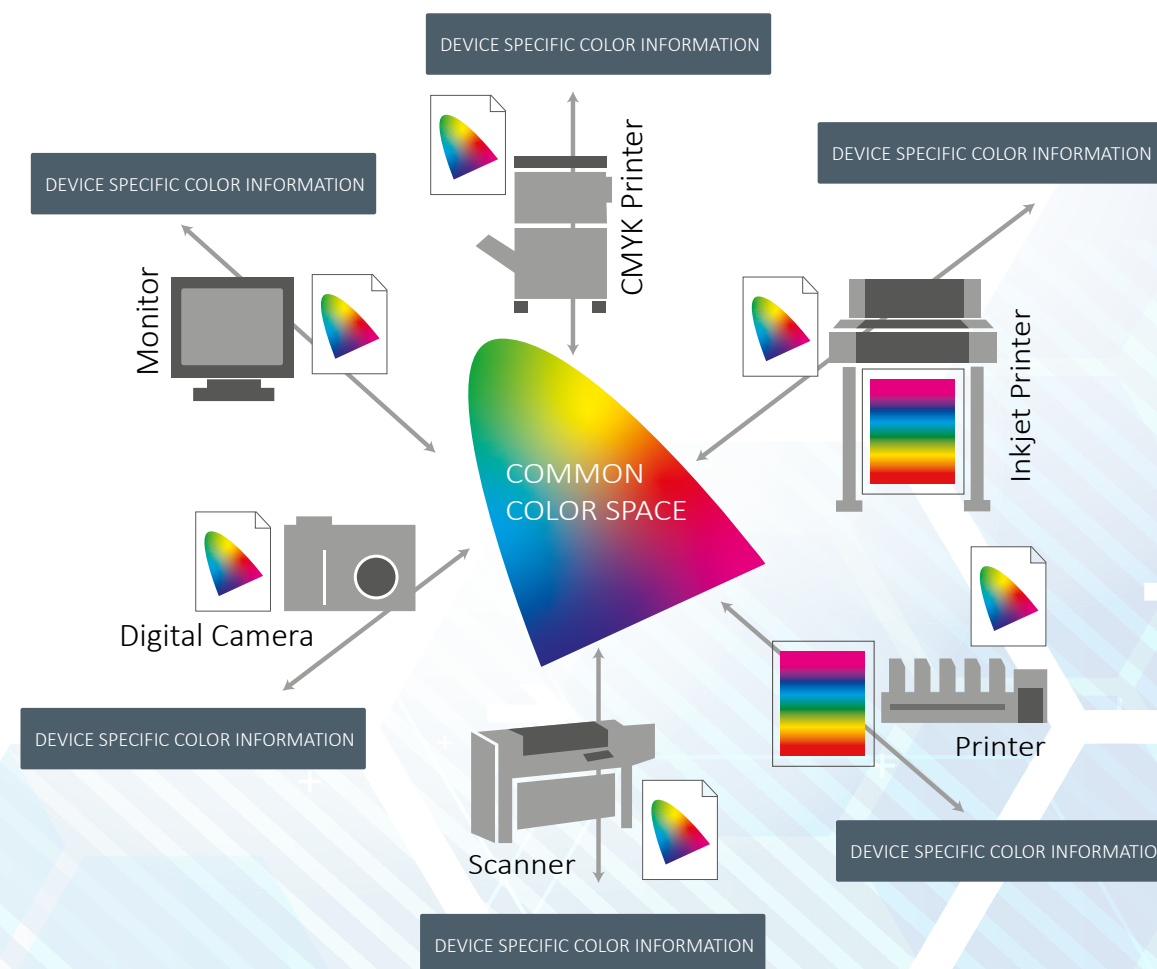 DEVICE SPECIFIC COLOR INFORMATION
DEVICE SPECIFIC COLOR INFORMATION
DEVICE SPECIFIC COLOR INFORMATION
CMYK Printer
Monitor
Inkjet Printer
COMMON
COLOR SPACE
Digital Camera
DEVICE SPECIFIC COLOR INFORMATION
Printer
Scanner
DEVICE SPECIFIC COLOR INFORMATIO
DEVICE SPECIFIC COLOR INFORMATION